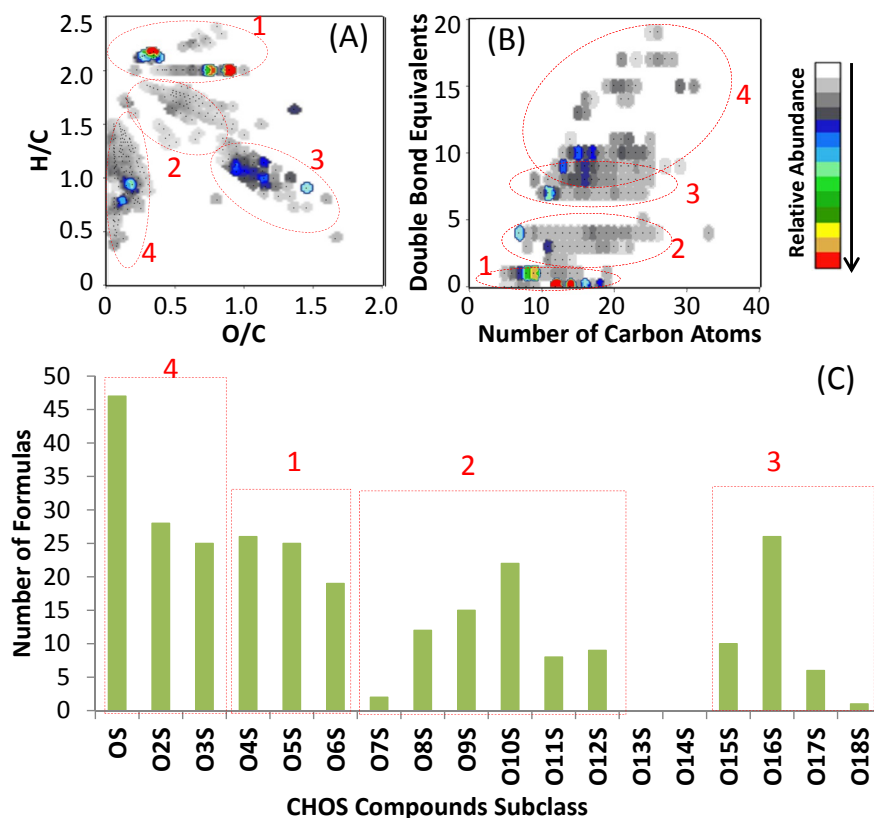 (A)
2.5
2.0
1.5
1.0
0.5
0
H/C
0
0.5
1.0
1.5
2.0
O/C
1
2
3
4
(B)
20
15
10
5
0
Double Bond Equivalents
0
10
20
30
40
Number of Carbon Atoms
4
3
2
1
Relative Abundance
(C)
50
45
40
35
30
25
20
15
10
5
0
Number of Formulas
4
1
2
3
OS
O2S
O3S
O4S
O5S
O6S
O7S
O8S
O9S
O10S
O11S
O12S
O13S
O14S
O15S
O16S
O17S
O18S
CHOS Compounds Subclass